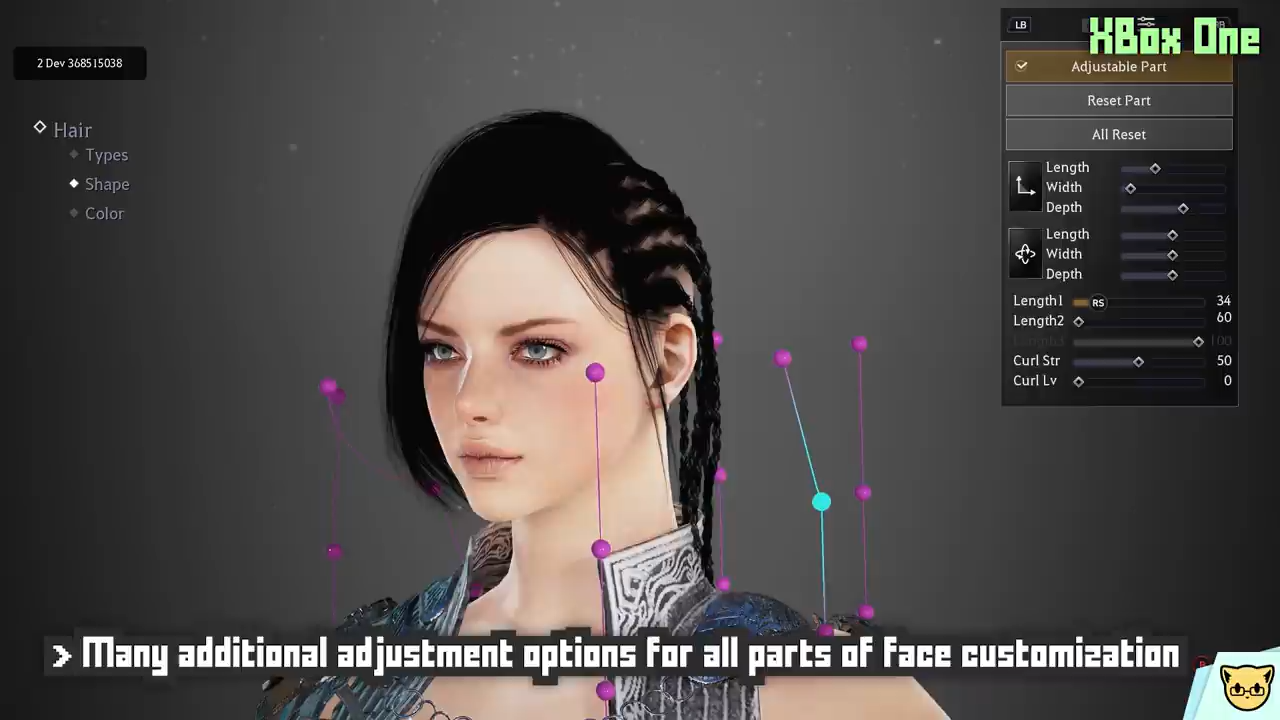 LB
XBox One
2 Dev 368515038
Adjustable Part
Reset Part
All Reset
Hair
Types
Shape
Color
Length
Width
Depth
Length
Width
Depth
Length1 RS 34
Length2 60
Length3 100
Curl Str 50
Curl Lv 0
> Many additional adjustment options for all parts of face customization